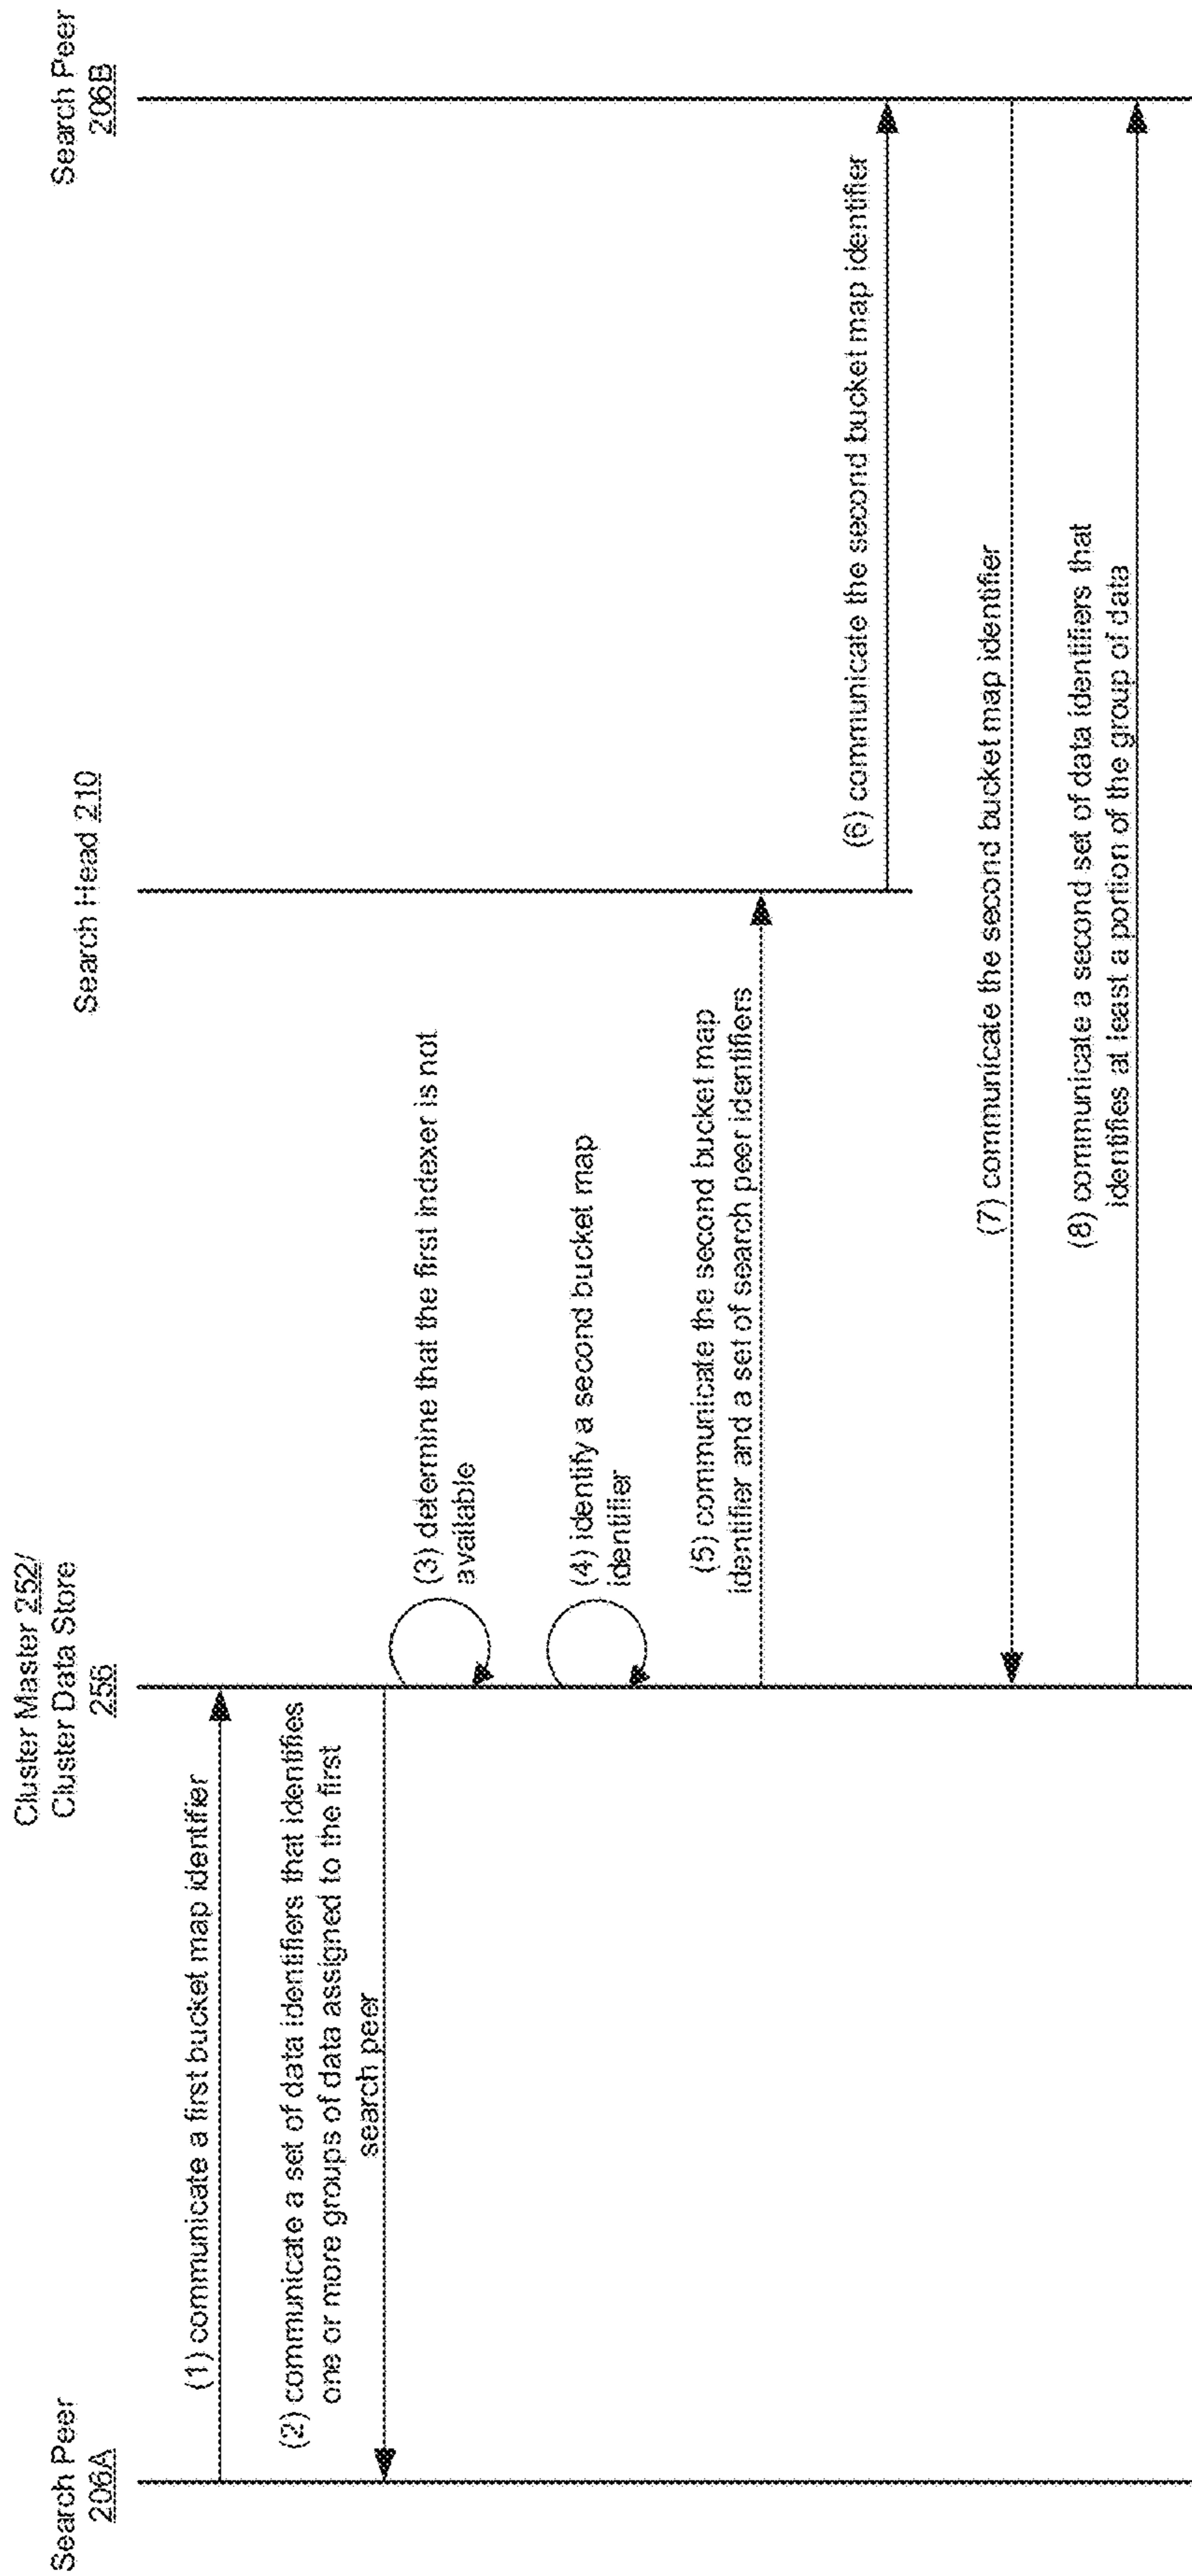 Search Peer
206A
Cluster Master 252/
Cluster Data Store
256
Search Head 210
Search Peer
206B
(1) communicate a first bucket map identifier
(2) communicate a set of data identifiers that identifies
one or more groups of data assigned to the first
search peer
(3) determine that the first indexer is not
available
(4) identify a second bucket map
identifier
(5) communicate the second bucket map
identifier and a set of search peer identifiers
(6) communicate the second bucket map identifier
(7) communicate the second bucket map identifier
(8) communicate a second set of data identifiers that
identifies at least a portion of the group of data